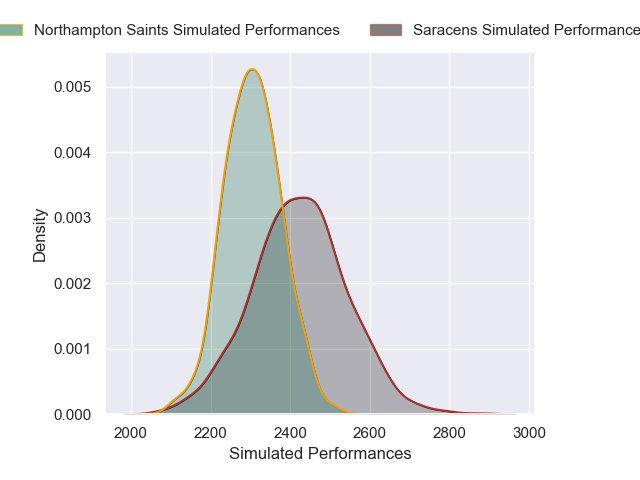 Northampton Saints Simulated Performances Saracens Simulated Performance
0.005
0.004
0.003
0.002
0.001
0.000
Density
2000 2200 2400 2600 2800 3000
Simulated Performances